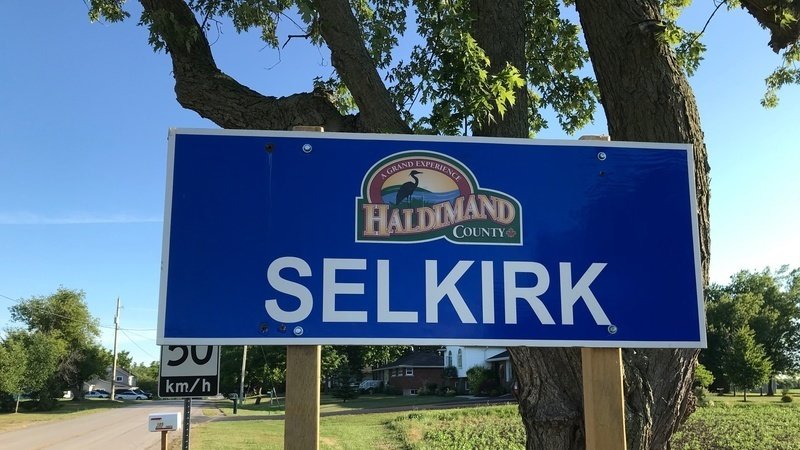 A GRAND EXPERIENCE
HALDIMAND
COUNTY
SELKIRK
50
km/h